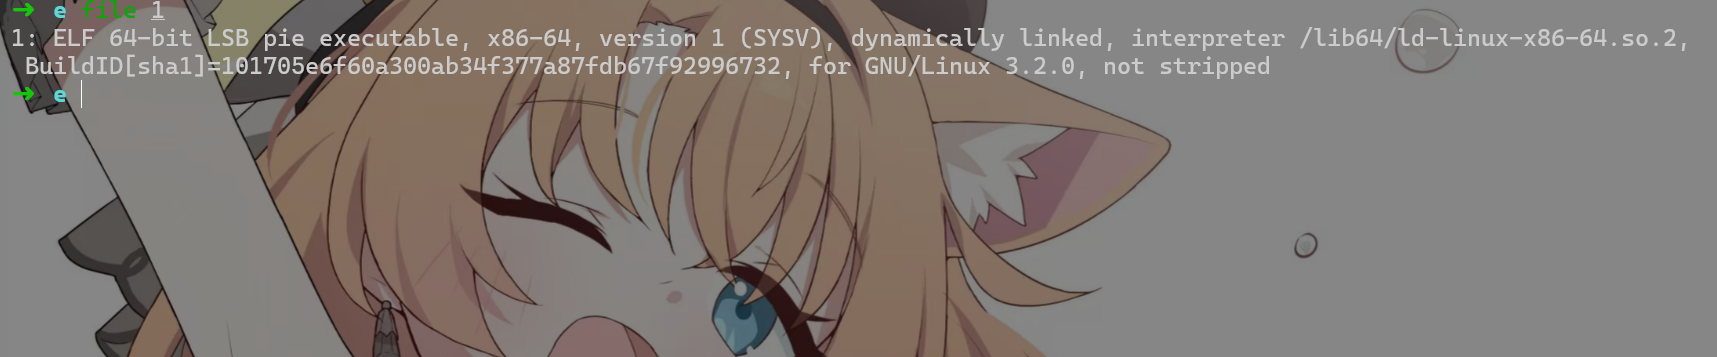 ➜ e file 1
1: ELF 64-bit LSB pie executable, x86-64, version 1 (SYSV), dynamically linked, interpreter /lib64/ld-linux-x86-64.so.2,
BuildID[sha1]=101705e6f60a300ab34f377a87fdb67f92996732, for GNU/Linux 3.2.0, not stripped
➜ e